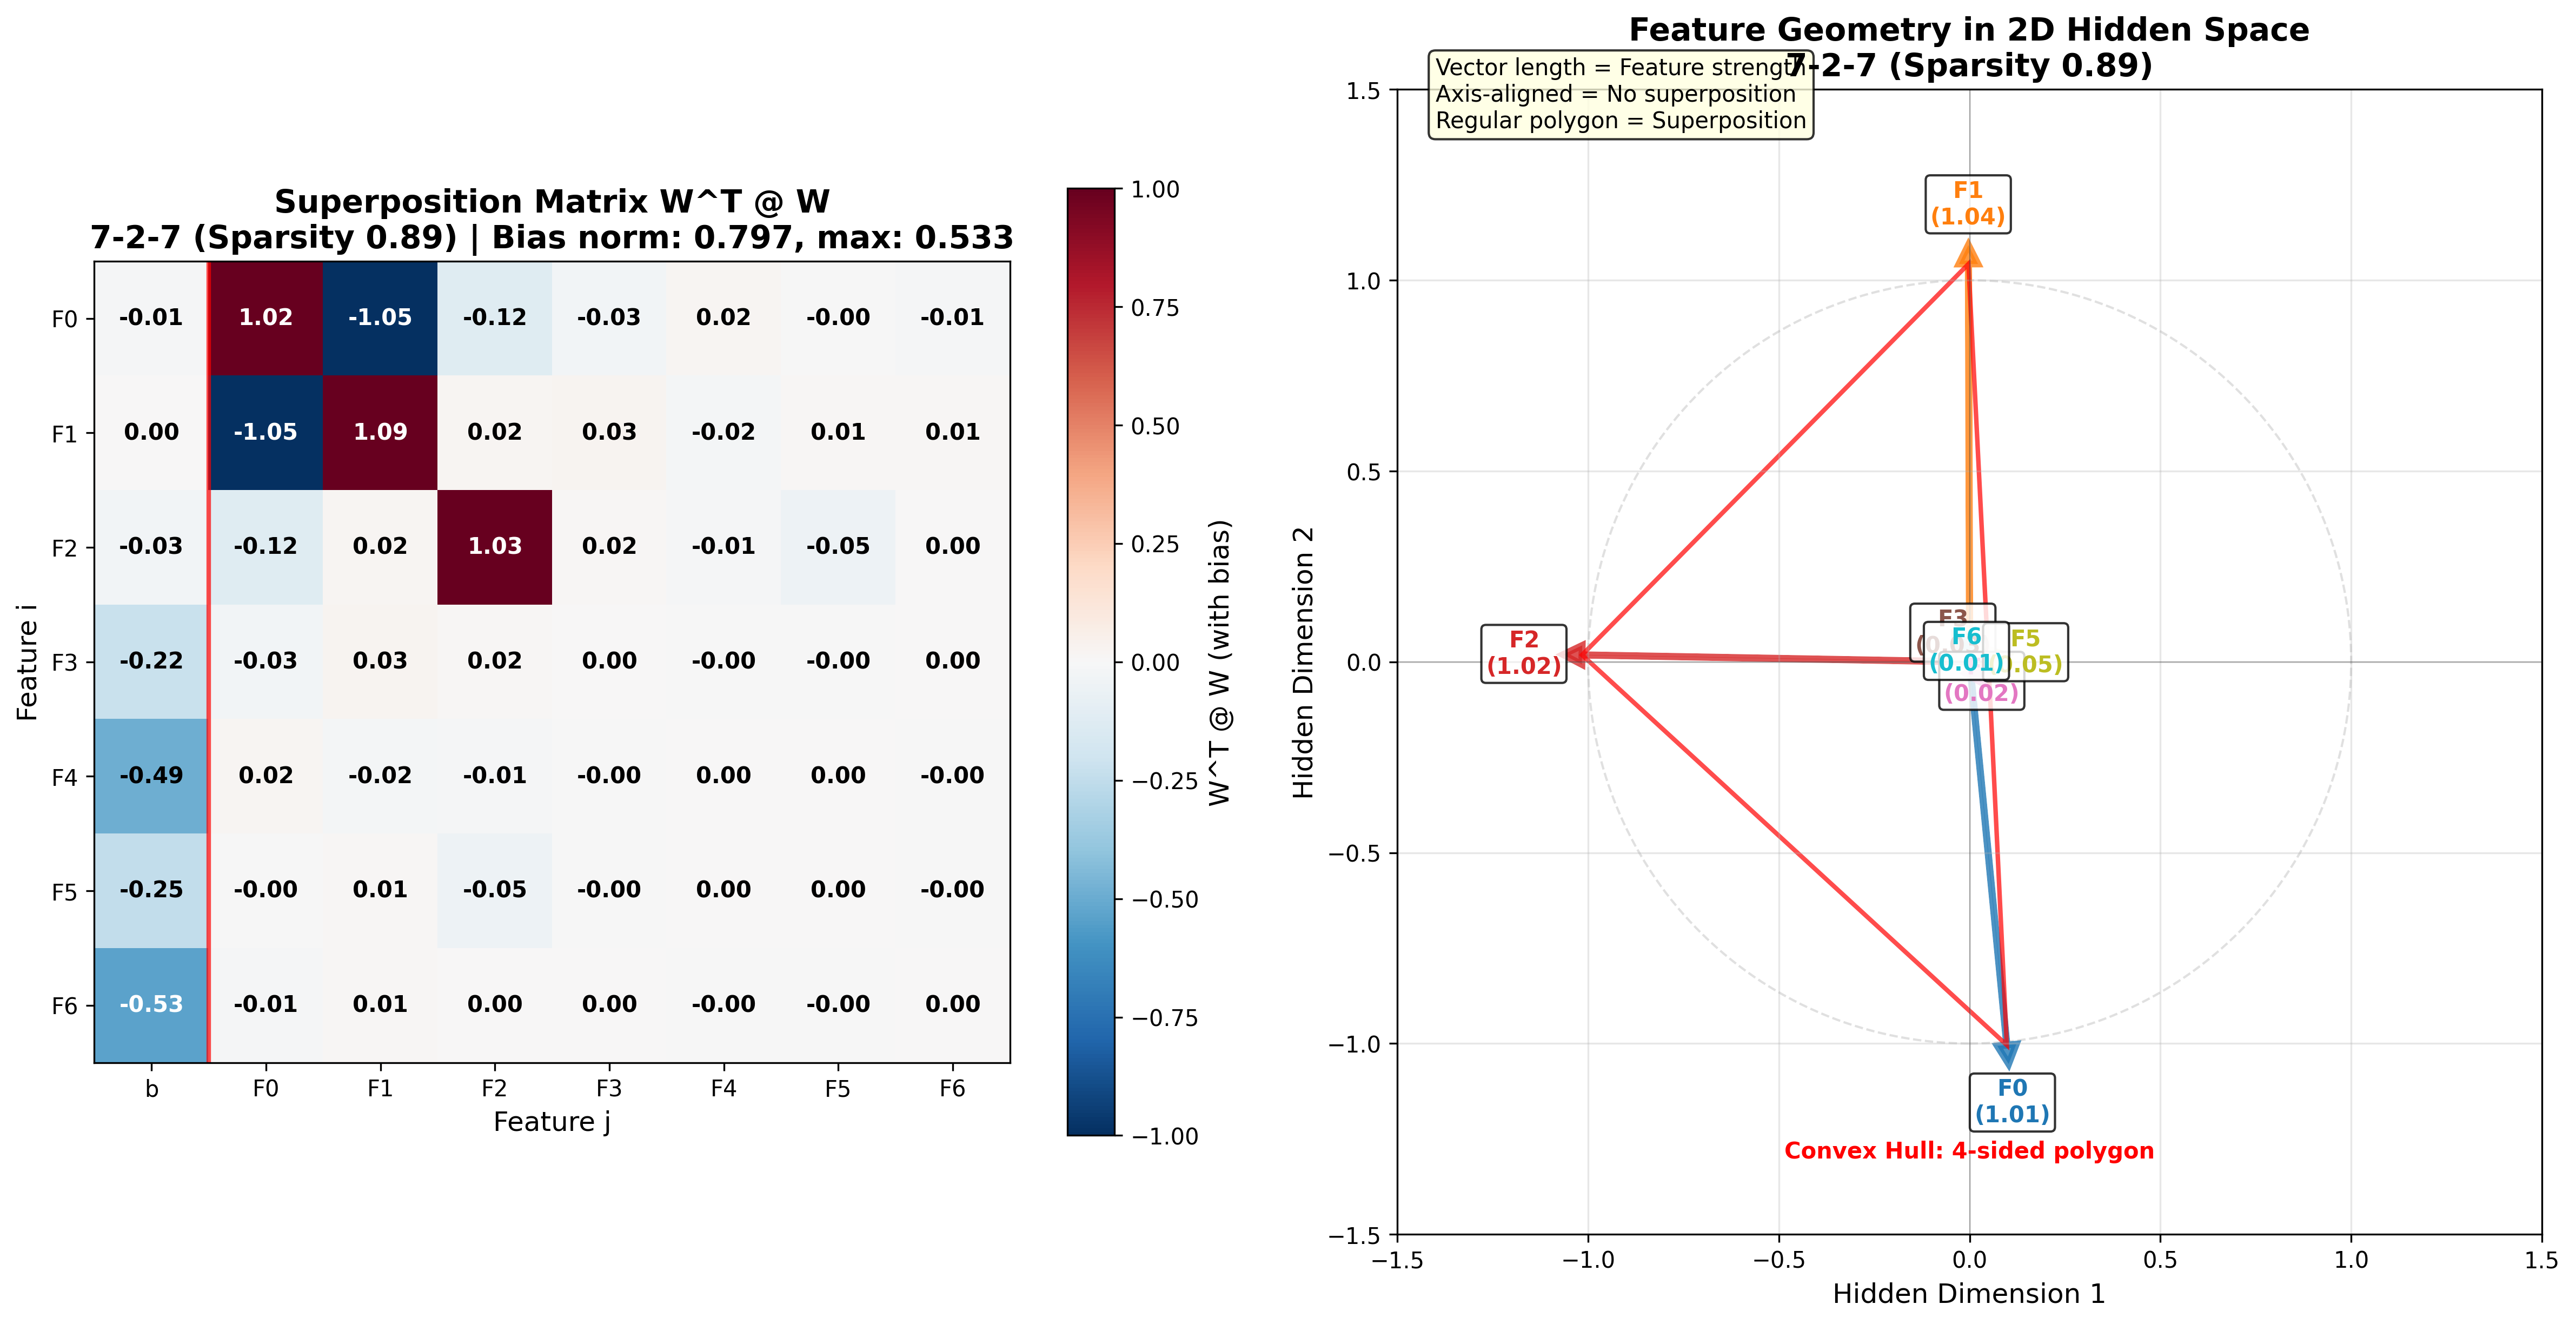 Superposition Matrix W^T @ W
7-2-7 (Sparsity 0.89) | Bias norm: 0.797, max: 0.533
F0 -0.01 1.02 -1.05 -0.12 -0.03 0.02 -0.00 -0.01
F1 0.00 -1.05 1.09 0.02 0.03 -0.02 0.01 0.01
F2 -0.03 -0.12 0.02 1.03 0.02 -0.01 -0.05 0.00
F3 -0.22 -0.03 0.03 0.02 0.00 -0.00 -0.00 0.00
F4 -0.49 0.02 -0.02 -0.01 -0.00 0.00 0.00 -0.00
F5 -0.25 -0.00 0.01 -0.05 -0.00 0.00 0.00 -0.00
F6 -0.53 -0.01 0.01 0.00 0.00 -0.00 -0.00 0.00
b F0 F1 F2 F3 F4 F5 F6
Feature j
Feature i
1.00
0.75
0.50
0.25
0.00
−0.25
−0.50
−0.75
−1.00
W^T @ W (with bias)
Feature Geometry in 2D Hidden Space
7-2-7 (Sparsity 0.89)
Vector length = Feature strength
Axis-aligned = No superposition
Regular polygon = Superposition
1.5
1.0
0.5
0.0
−0.5
−1.0
−1.5
Hidden Dimension 2
F1
(1.04)
F2
(1.02)
F3
F6
(0.01)
F5
0.05)
(0.02)
F0
(1.01)
Convex Hull: 4-sided polygon
−1.5 −1.0 −0.5 0.0 0.5 1.0 1.5
Hidden Dimension 1